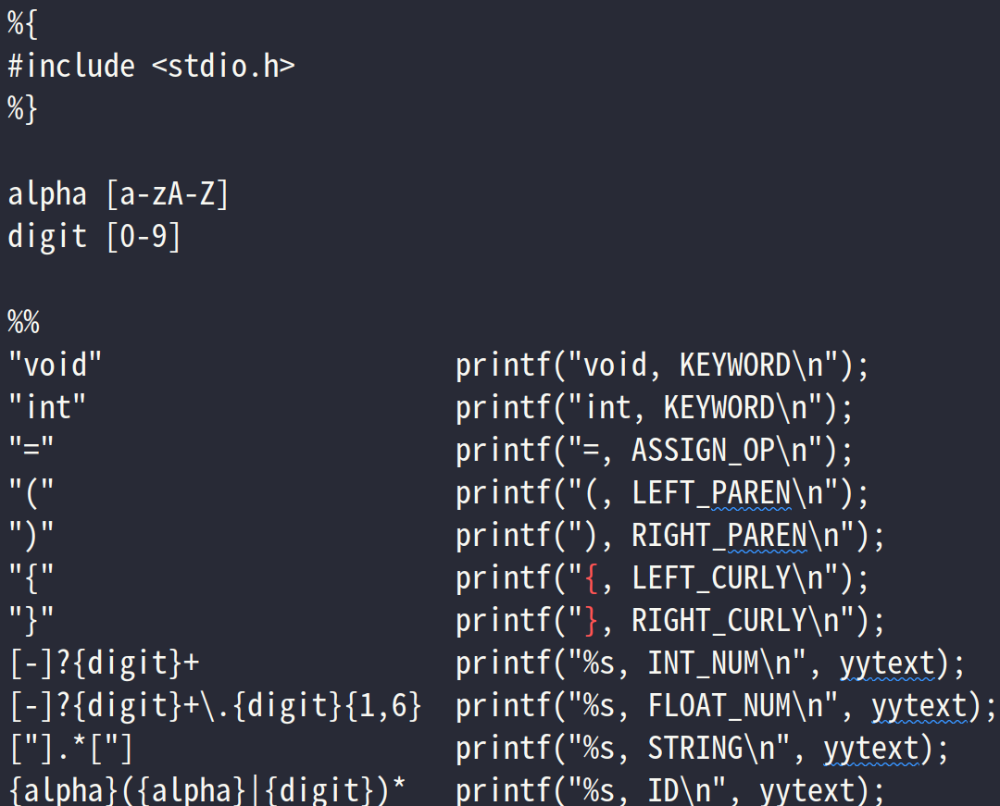 %{
#include <stdio.h>
%}

alpha [a-zA-Z]
digit [0-9]

%%
"void" printf("void, KEYWORD\n");
"int" printf("int, KEYWORD\n");
"=" printf("=, ASSIGN_OP\n");
"(" printf("(, LEFT_PAREN\n");
")" printf("), RIGHT_PAREN\n");
"{" printf("{, LEFT_CURLY\n");
"}" printf("}, RIGHT_CURLY\n");
[-]?{digit}+ printf("%s, INT_NUM\n", yytext);
[-]?{digit}+\.{digit}{1,6} printf("%s, FLOAT_NUM\n", yytext);
["].*["] printf("%s, STRING\n", yytext);
{alpha}({alpha}|{digit})* printf("%s, ID\n", yytext);